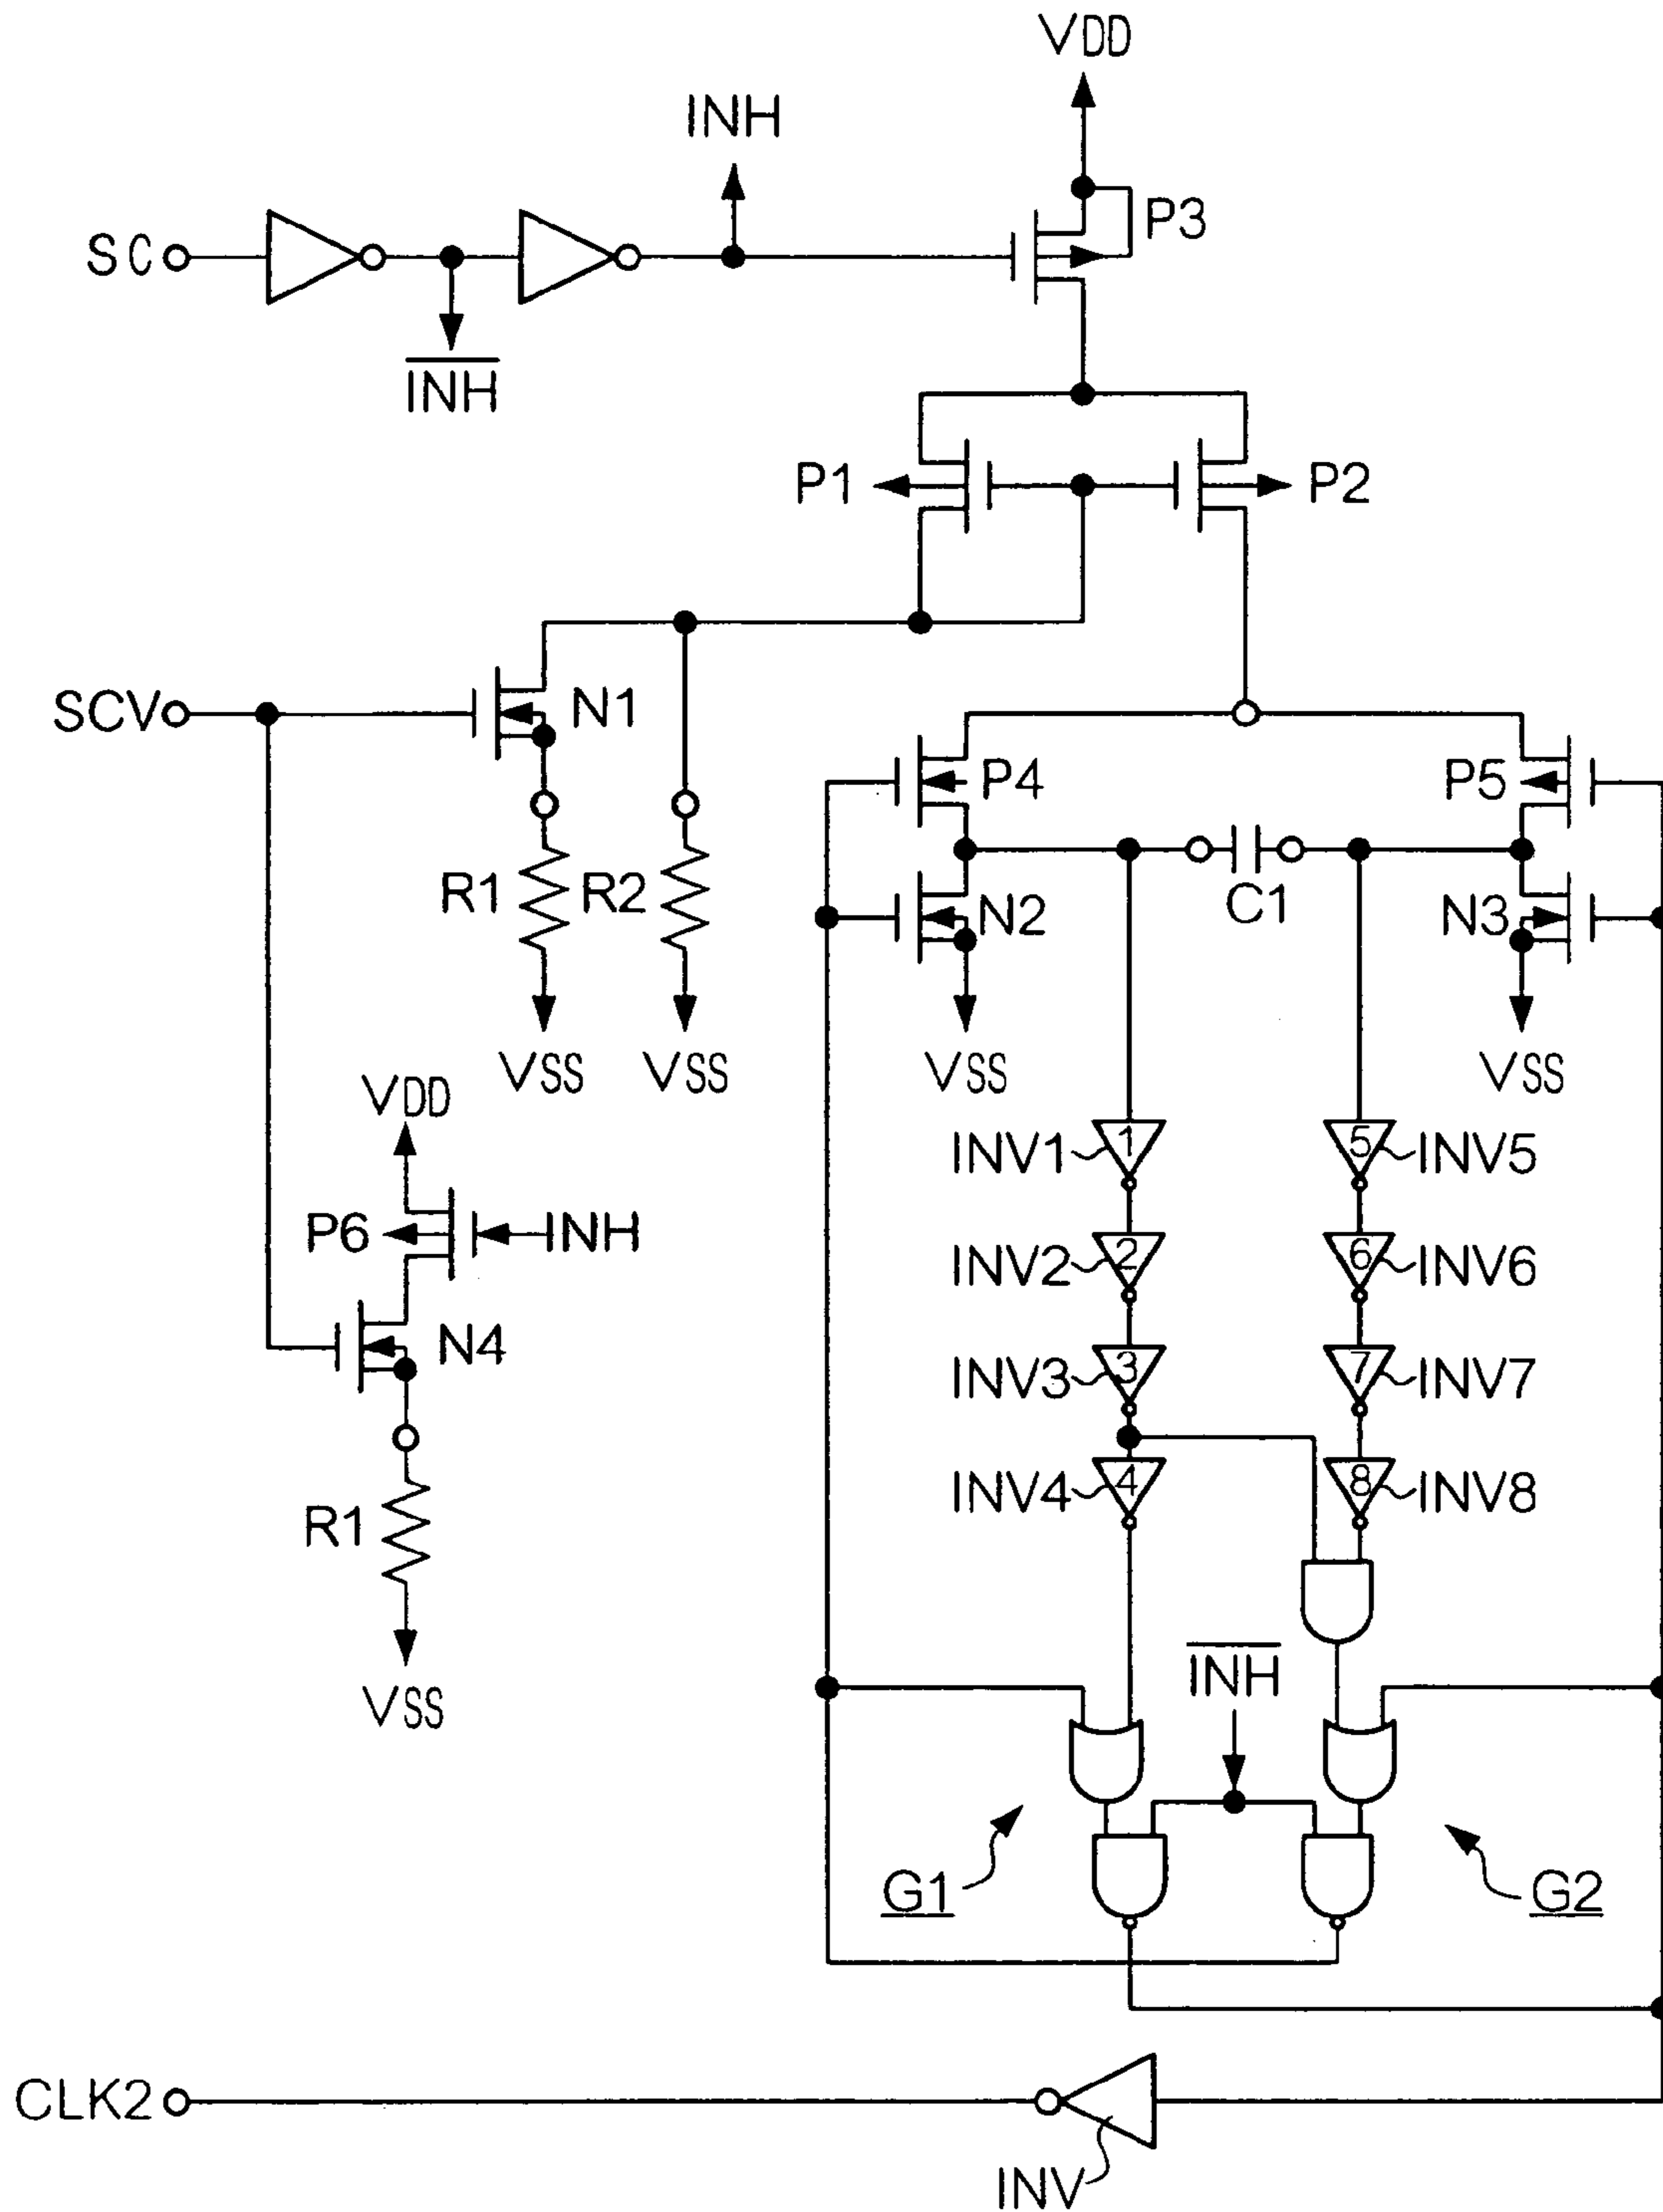 VDD
INH
P3
SC
INH
P1
P2
SCV
N1
P4
P5
R1
R2
N2
C1
N3
VSS
VSS
VSS
VSS
VDD
INV1
1
5
INV5
P6
INH
INV2
2
6
INV6
N4
INV3
3
7
INV7
INV4
4
8
INV8
R1
INH
VSS
G1
G2
CLK2
INV